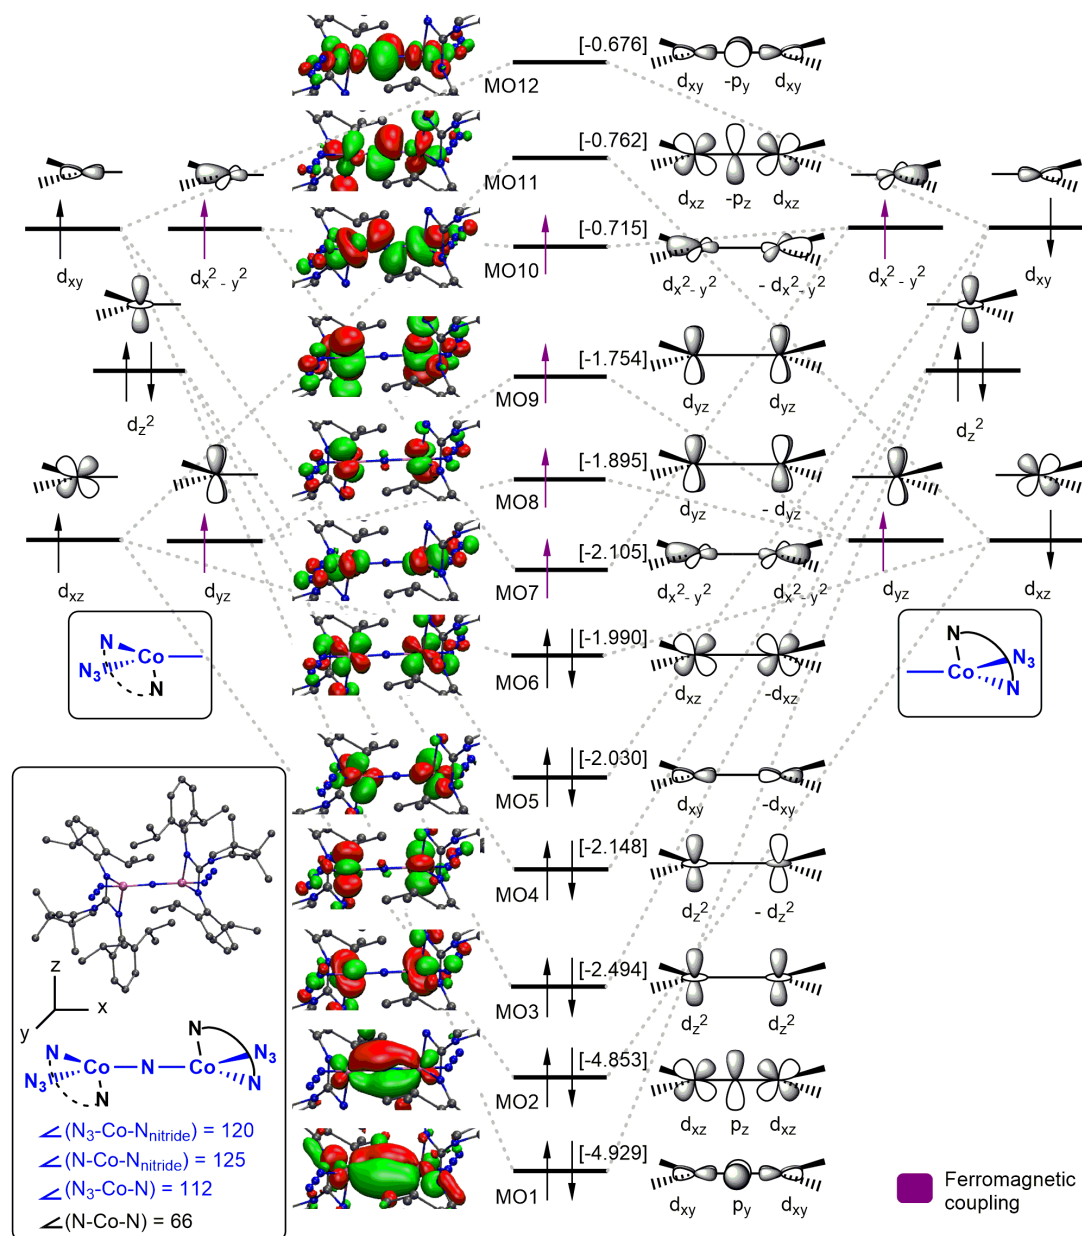 [-0.676]
MO12
d_xy -p_y d_xy
[-0.762]
MO11
d_xz -p_z d_xz
d_xy
d_x²-y²
[-0.715]
MO10
d_x²-y² - d_x²-y²
d_x²-y²
d_xy
d_z²
[-1.754]
MO9
d_yz d_yz
d_z²
[-1.895]
MO8
d_yz - d_yz
d_xz
d_yz
[-2.105]
MO7
d_x²-y² d_x²-y²
d_yz
d_xz
N
N₃ Co
N
[-1.990]
MO6
d_xz -d_xz
N
N₃
Co
N
[-2.030]
MO5
d_xy -d_xy
[-2.148]
MO4
d_z² - d_z²
[-2.494]
MO3
d_z² d_z²
[-4.853]
MO2
d_xz p_z d_xz
[-4.929]
MO1
d_xy p_y d_xy
z
x
y
N
N N₃
N₃ Co N Co
N N
∠(N₃-Co-N_nitride) = 120
∠(N-Co-N_nitride) = 125
∠(N₃-Co-N) = 112
∠(N-Co-N) = 66
Ferromagnetic
coupling